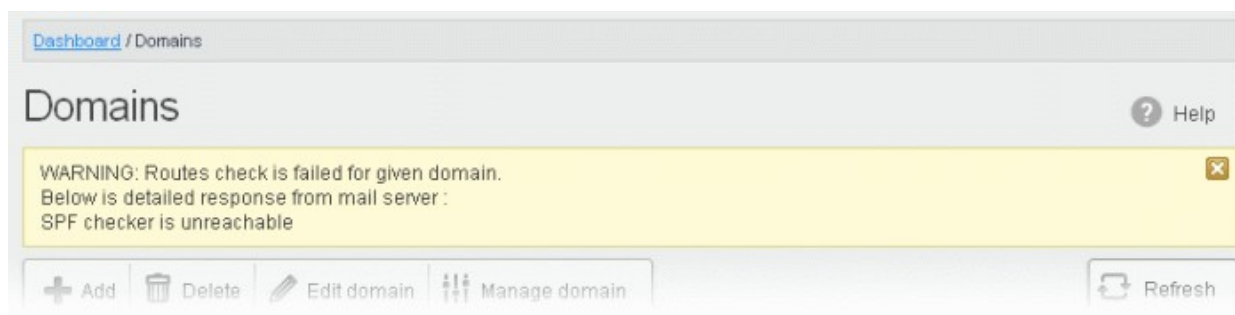 Dashboard / Domains
Domains
Help
WARNING: Routes check is failed for given domain.
Below is detailed response from mail server :
SPF checker is unreachable
Add Delete Edit domain Manage domain Refresh